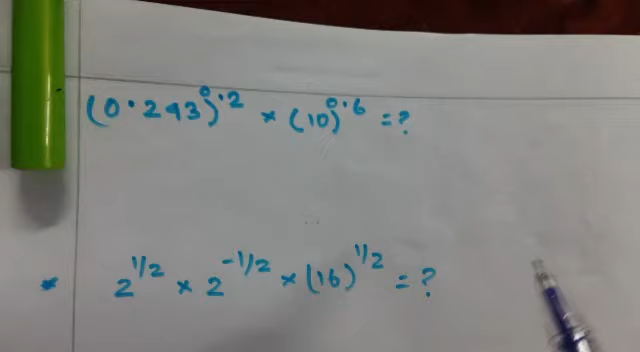 (0.243)^0.2 × (10)^0.6 = ?
* 2^1/2 × 2^-1/2 × (16)^1/2 = ?